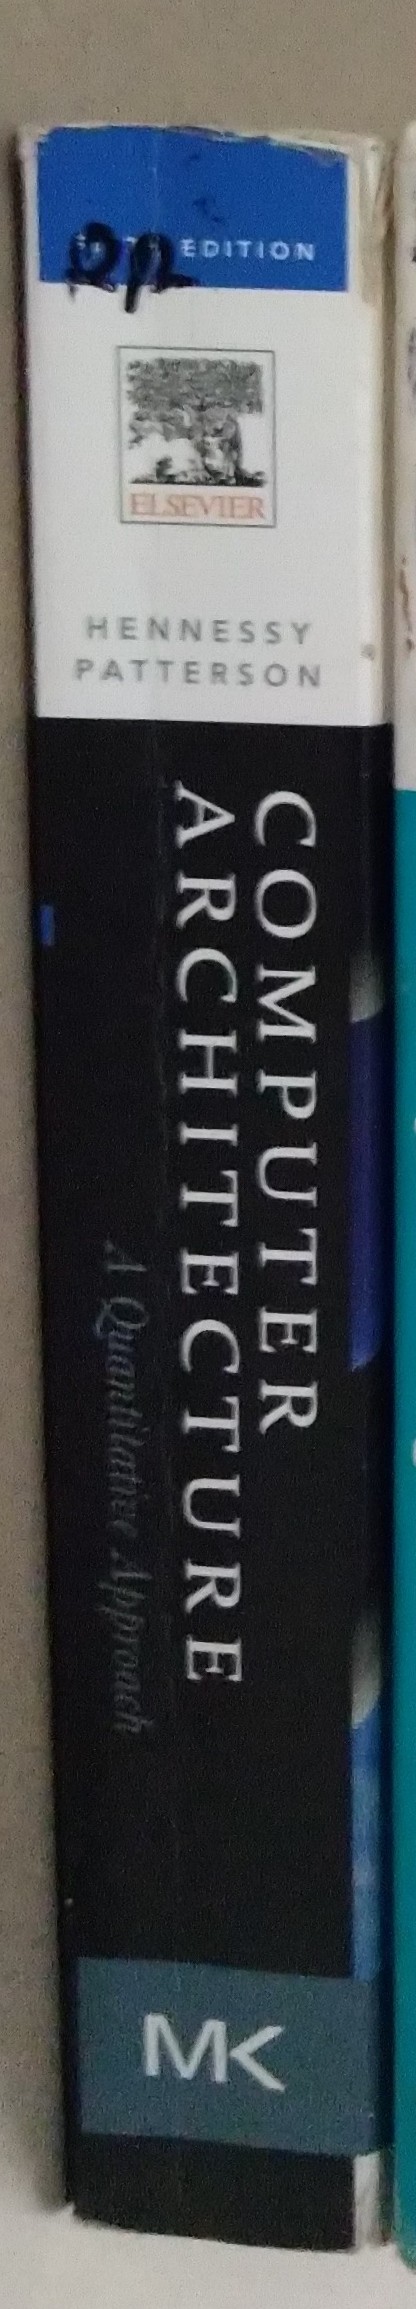 EDITION
ELSEVIER
HENNESSY
PATTERSON
COMPUTER
ARCHITECTURE
A Quantitative Approach
MK